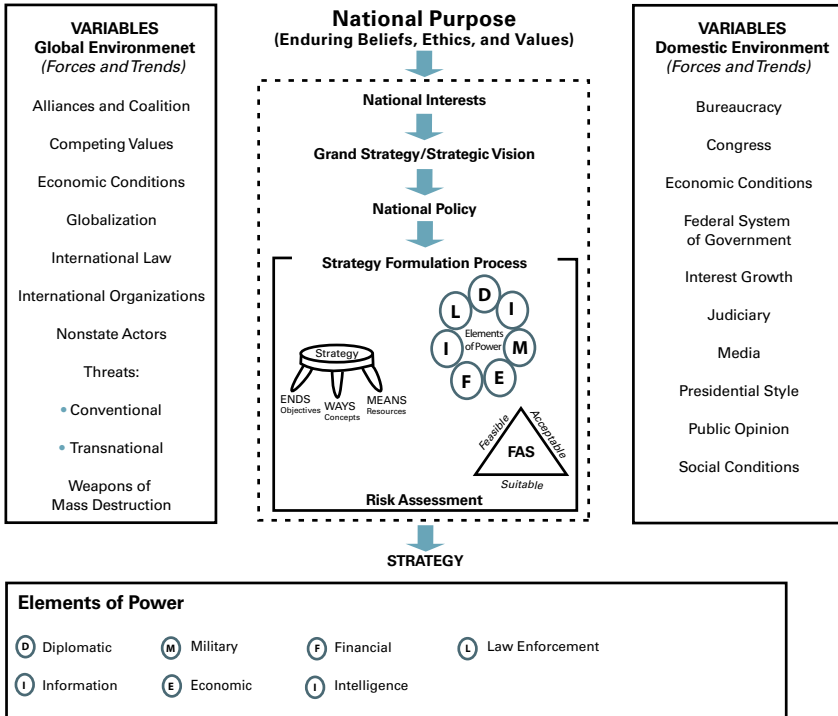 VARIABLES
Global Environmenet
(Forces and Trends)
Alliances and Coalition
Competing Values
Economic Conditions
Globalization
International Law
International Organizations
Nonstate Actors
Threats:
• Conventional
• Transnational
Weapons of
Mass Destruction
National Purpose
(Enduring Beliefs, Ethics, and Values)
National Interests
Grand Strategy/Strategic Vision
National Policy
Strategy Formulation Process
Strategy
ENDS
Objectives
WAYS
Concepts
MEANS
Resources
D
I
M
E
F
I
L
Elements
of Power
Feasible
Acceptable
FAS
Suitable
Risk Assessment
STRATEGY
VARIABLES
Domestic Environment
(Forces and Trends)
Bureaucracy
Congress
Economic Conditions
Federal System
of Government
Interest Growth
Judiciary
Media
Presidential Style
Public Opinion
Social Conditions
Elements of Power
D Diplomatic
M Military
F Financial
L Law Enforcement
I Information
E Economic
I Intelligence